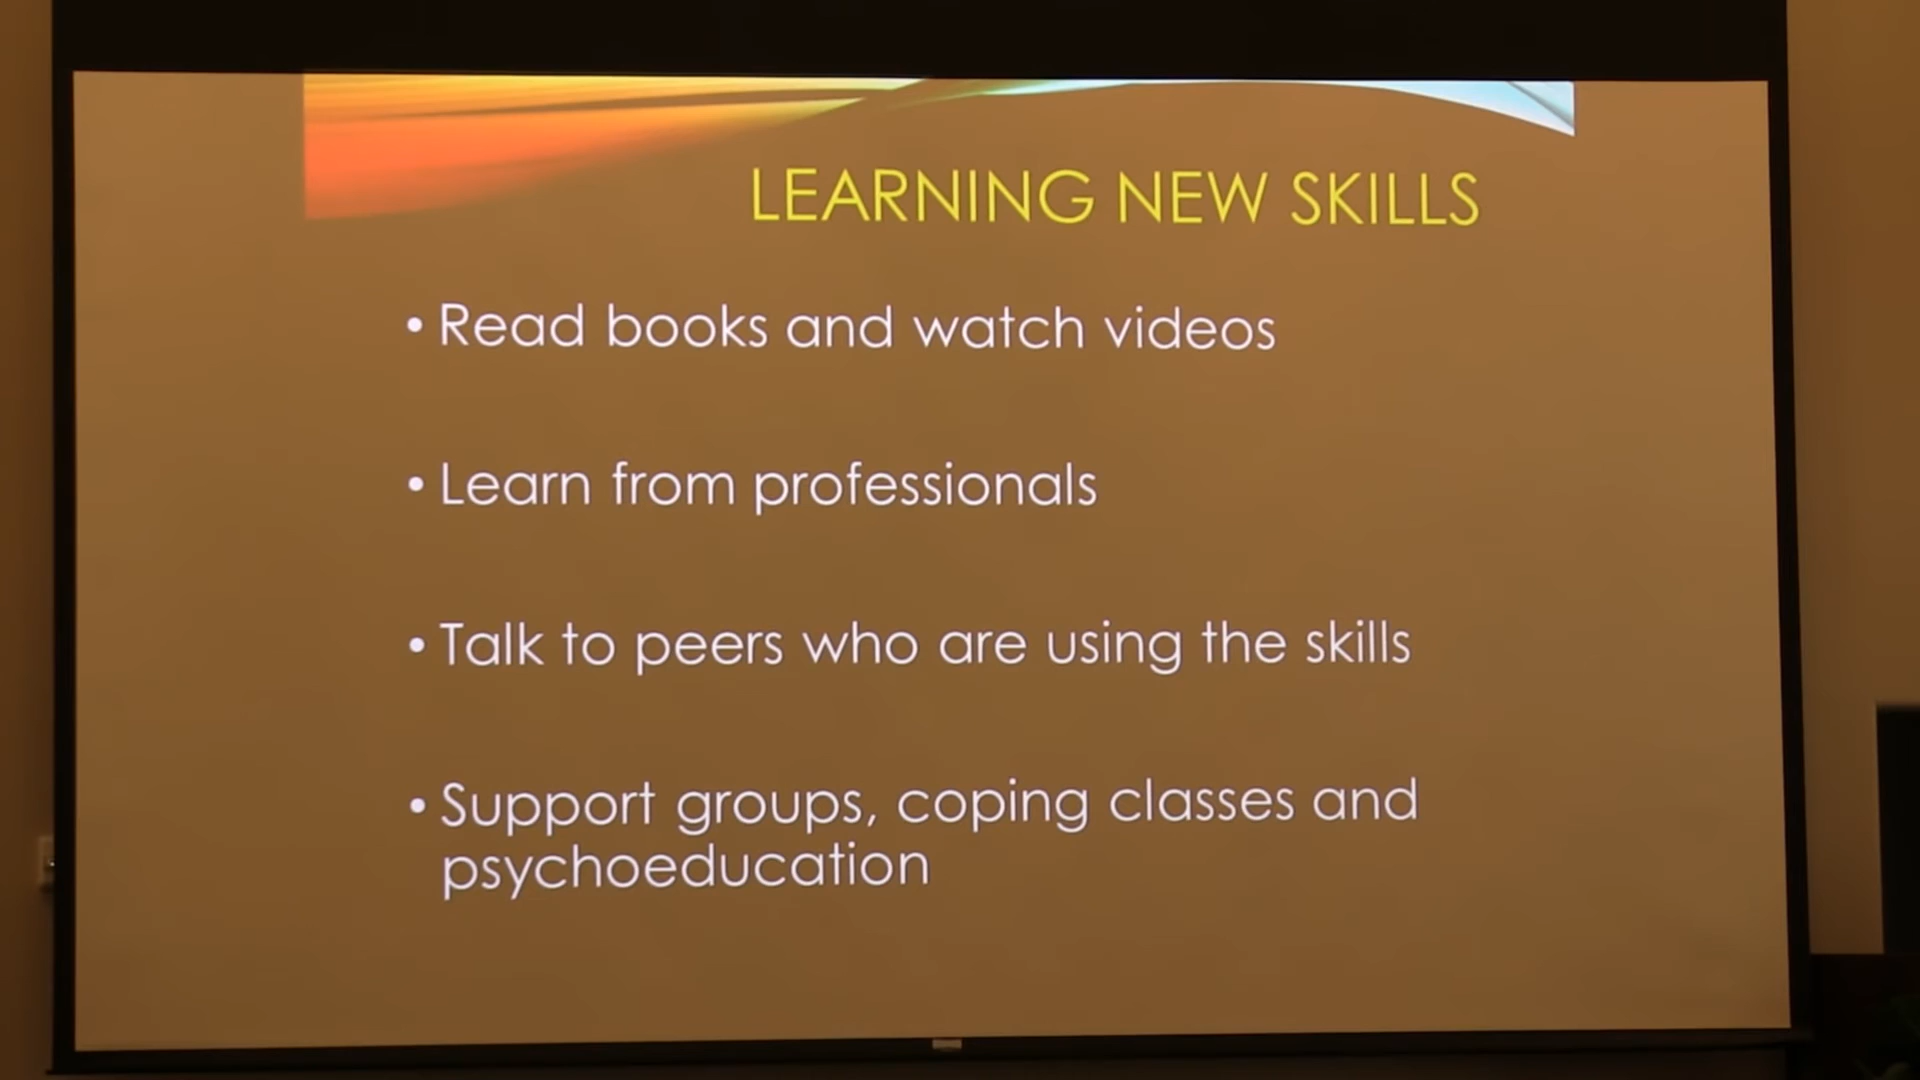 LEARNING NEW SKILLS
• Read books and watch videos
• Learn from professionals
• Talk to peers who are using the skills
• Support groups, coping classes and
psychoeducation